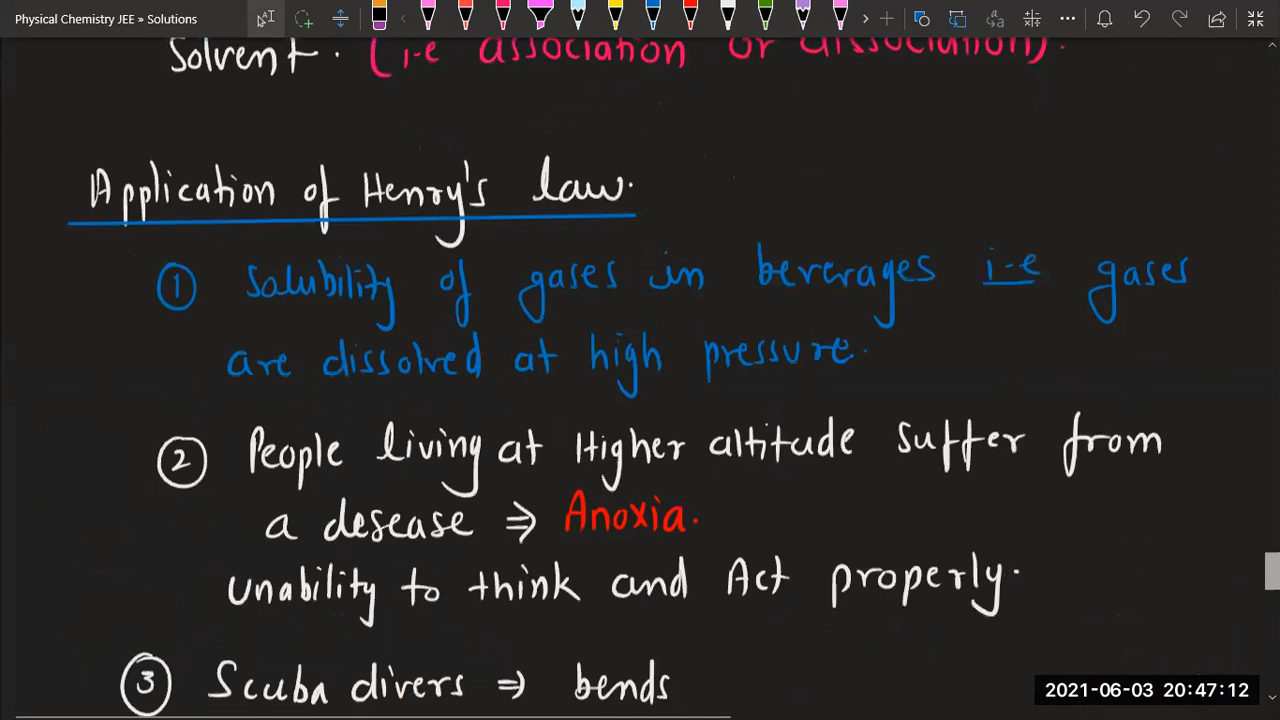 Physical Chemistry JEE » Solutions
Solvent. (i-e association or dissociation).
Application of Henry's law.
① Solubility of gases in beverages i-e gases
are dissolved at high pressure.
② People living at Higher altitude suffer from
a desease ⇒ Anoxia.
unability to think and Act properly.
③ Scuba divers ⇒ bends
2021-06-03 20:47:12